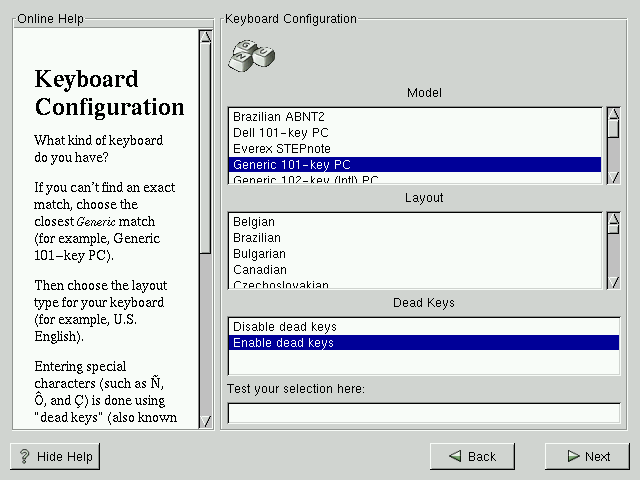 Online Help
Keyboard
Configuration
What kind of keyboard
do you have?
If you can't find an exact
match, choose the
closest Generic match
(for example, Generic
101-key PC).
Then choose the layout
type for your keyboard
(for example, U.S.
English).
Entering special
characters (such as Ñ,
Ô, and Ç) is done using
"dead keys" (also known
Keyboard Configuration
G U
N
Model
Brazilian ABNT2
Dell 101-key PC
Everex STEPnote
Generic 101-key PC
Generic 102-key (Intl) PC
Layout
Belgian
Brazilian
Bulgarian
Canadian
Czechoslovakian
Dead Keys
Disable dead keys
Enable dead keys
Test your selection here:
? Hide Help
Back
Next